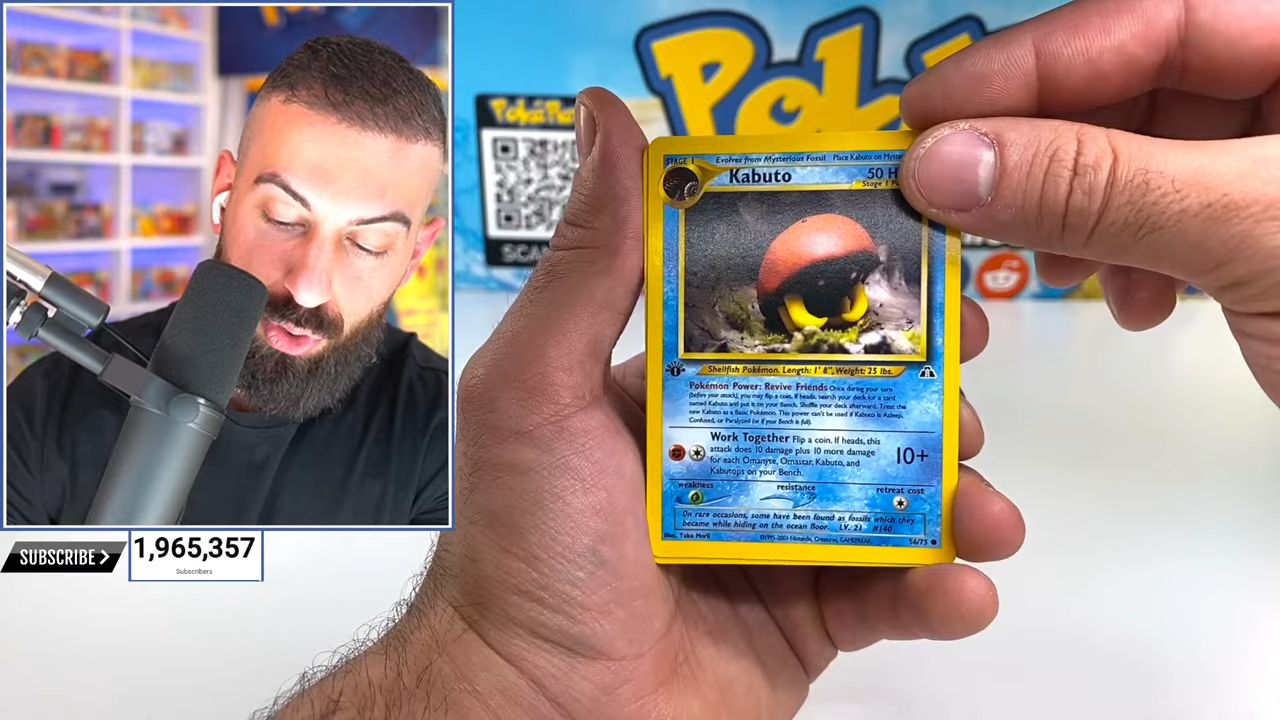 Poké
SCAN
STAGE 1
Evolves from Mysterious Fossil
Place Kabuto on
Kabuto
50 H
Stage 1
Shellfish Pokémon. Length: 1' 8", Weight: 25 lbs.
Pokémon Power: Revive Friends Once during your turn
(before your attack), you may flip a coin. If heads, search your deck for a card
named Kabuto and put it on your Bench. Shuffle your deck afterward. Treat the
new Kabuto as a Basic Pokémon. This power can't be used if Kabuto is Asleep,
Confused, or Paralyzed (or if your Bench is full).
Work Together Flip a coin. If heads, this
attack does 10 damage plus 10 more damage
for each Omanyte, Omastar, Kabuto, and
Kabutops on your Bench.
10+
weakness
resistance
retreat cost
On rare occasions, some have been found as fossils which they
became while hiding on the ocean floor. LV. 21 #140
Illus. Yuka Morii
©1995-2001 Nintendo, Creatures, GAMEFREAK.
56/75
SUBSCRIBE
1,965,357
Subscribers